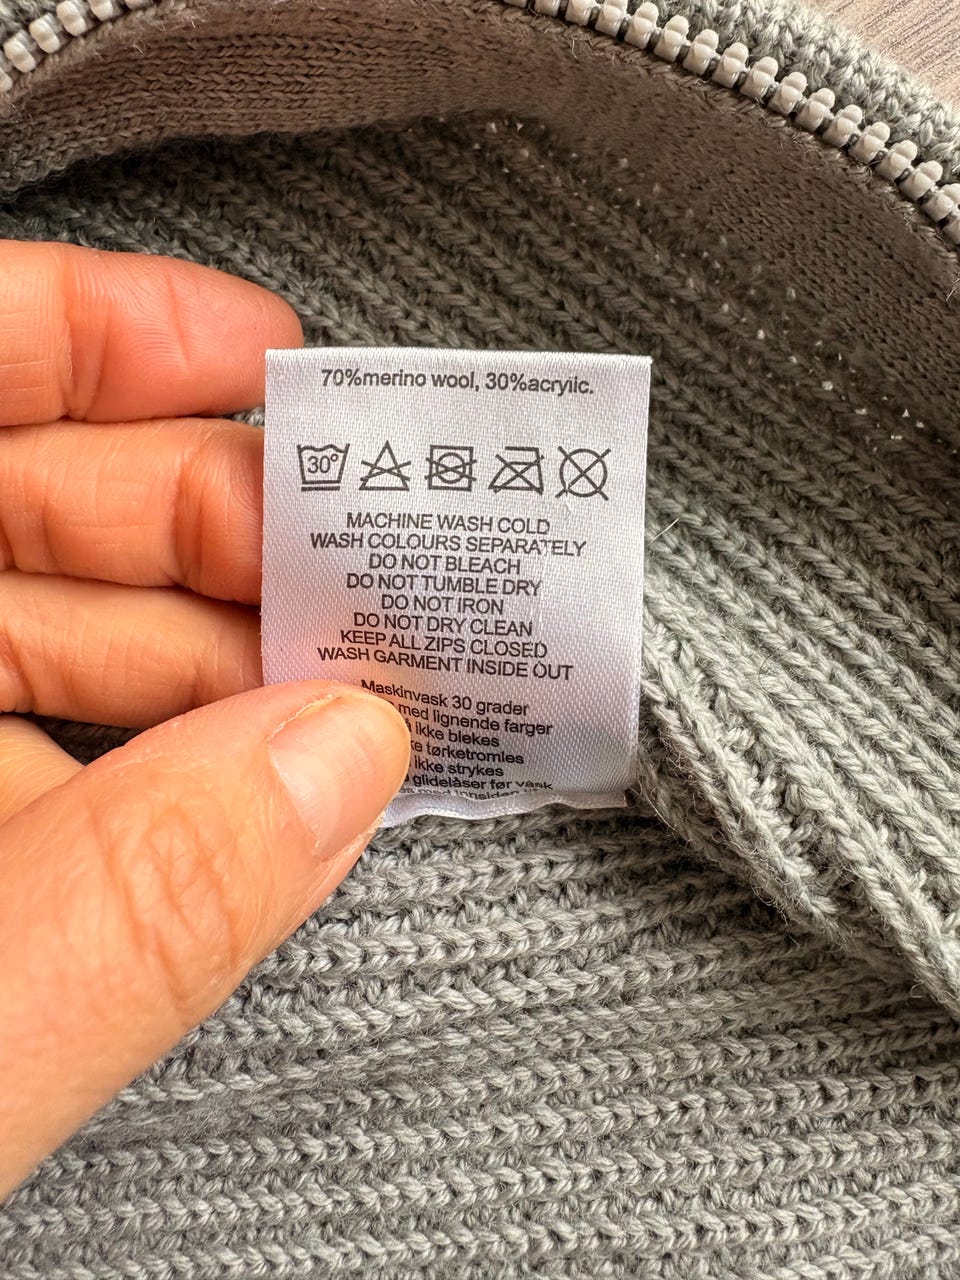 70%merino wool, 30%acrylic.
30°
MACHINE WASH COLD
WASH COLOURS SEPARATELY
DO NOT BLEACH
DO NOT TUMBLE DRY
DO NOT IRON
DO NOT DRY CLEAN
KEEP ALL ZIPS CLOSED
WASH GARMENT INSIDE OUT
Maskinvask 30 grader
med lignende farger
ikke blekes
tørketromles
ikke strykes
glidelåser før vask
med innsiden